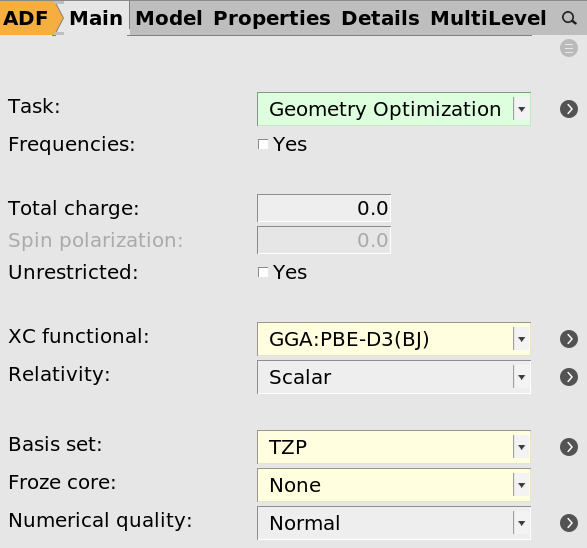 ADF Main Model Properties Details MultiLevel
Task: Geometry Optimization
Frequencies: Yes
Total charge: 0.0
Spin polarization: 0.0
Unrestricted: Yes
XC functional: GGA:PBE-D3(BJ)
Relativity: Scalar
Basis set: TZP
Froze core: None
Numerical quality: Normal